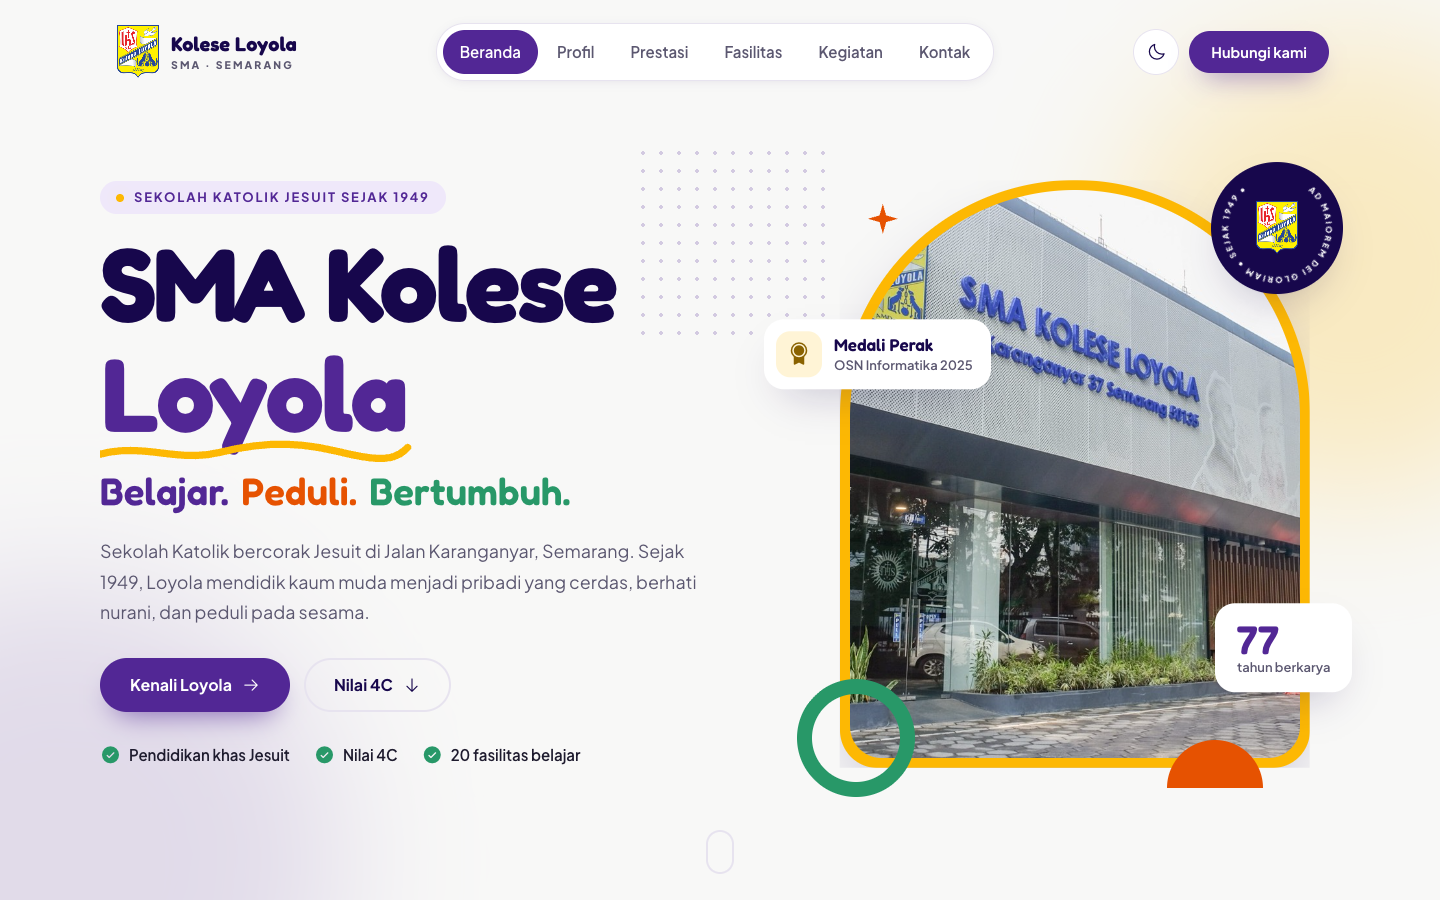 Kolese Loyola
SMA · SEMARANG
Beranda
Profil
Prestasi
Fasilitas
Kegiatan
Kontak
Hubungi kami
SEKOLAH KATOLIK JESUIT SEJAK 1949
SMA Kolese
Loyola
Belajar. Peduli. Bertumbuh.
Sekolah Katolik bercorak Jesuit di Jalan Karanganyar, Semarang. Sejak
1949, Loyola mendidik kaum muda menjadi pribadi yang cerdas, berhati
nurani, dan peduli pada sesama.
Kenali Loyola
Nilai 4C
Pendidikan khas Jesuit
Nilai 4C
20 fasilitas belajar
AD MAIOREM DEI GLORIAM • SEJAK 1949 •
SMA KOLESE LOYOLA
Karanganyar 37 Semarang 50135
Medali Perak
OSN Informatika 2025
77
tahun berkarya